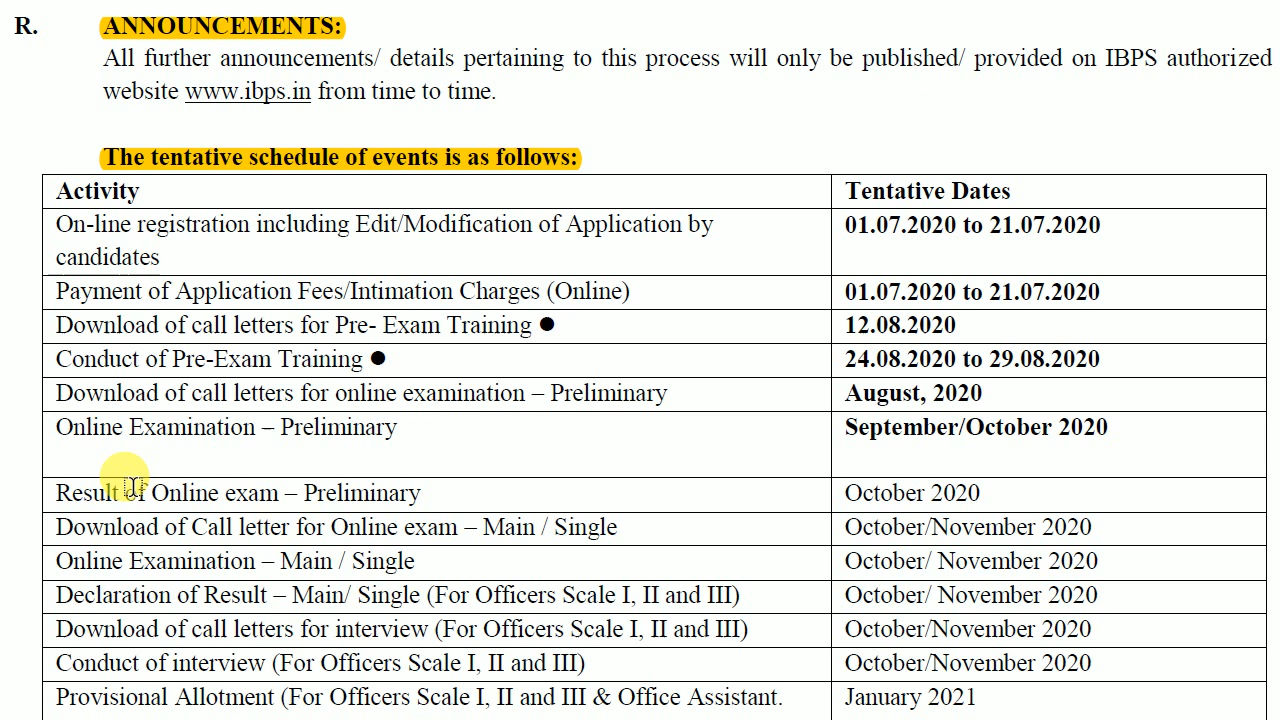 R. ANNOUNCEMENTS:
All further announcements/ details pertaining to this process will only be published/ provided on IBPS authorized
website www.ibps.in from time to time.
The tentative schedule of events is as follows:
Activity Tentative Dates
On-line registration including Edit/Modification of Application by 01.07.2020 to 21.07.2020
candidates
Payment of Application Fees/Intimation Charges (Online) 01.07.2020 to 21.07.2020
Download of call letters for Pre- Exam Training ● 12.08.2020
Conduct of Pre-Exam Training ● 24.08.2020 to 29.08.2020
Download of call letters for online examination – Preliminary August, 2020
Online Examination – Preliminary September/October 2020
Result of Online exam – Preliminary October 2020
Download of Call letter for Online exam – Main / Single October/November 2020
Online Examination – Main / Single October/ November 2020
Declaration of Result – Main/ Single (For Officers Scale I, II and III) October/ November 2020
Download of call letters for interview (For Officers Scale I, II and III) October/November 2020
Conduct of interview (For Officers Scale I, II and III) October/November 2020
Provisional Allotment (For Officers Scale I, II and III & Office Assistant. January 2021